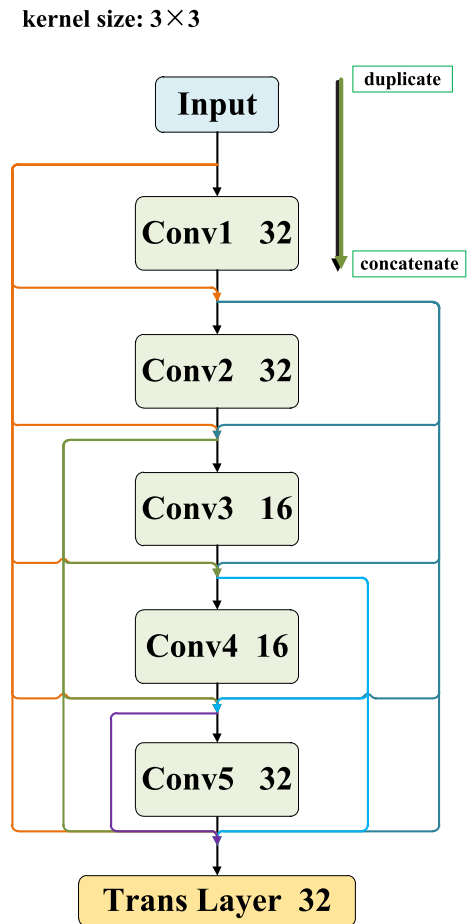 kernel size: 3×3
duplicate
Input
Conv1 32
concatenate
Conv2 32
Conv3 16
Conv4 16
Conv5 32
Trans Layer 32